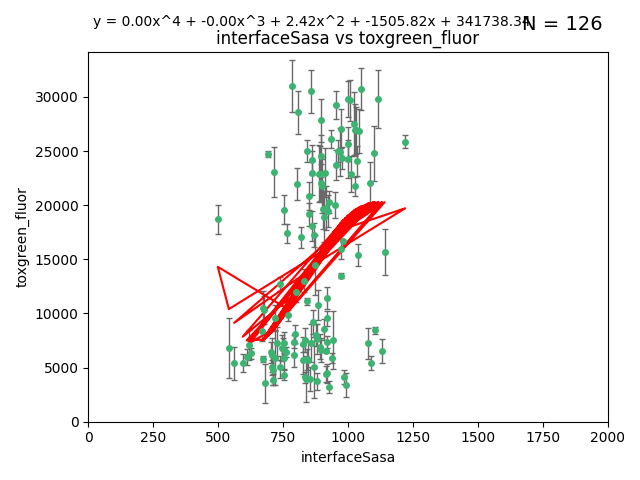 y = 0.00x^4 + -0.00x^3 + 2.42x^2 + -1505.82x + 341738.34
N = 126
interfaceSasa vs toxgreen_fluor
30000
25000
20000
15000
10000
5000
0
toxgreen_fluor
0 250 500 750 1000 1250 1500 1750 2000
interfaceSasa